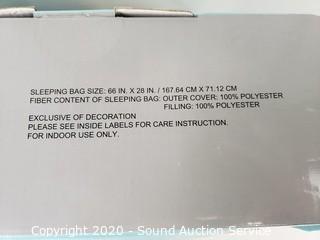 SLEEPING BAG SIZE: 66 IN. X 28 IN. / 167.64 CM X 71.12 CM
FIBER CONTENT OF SLEEPING BAG: OUTER COVER: 100% POLYESTER
FILLING: 100% POLYESTER
EXCLUSIVE OF DECORATION
PLEASE SEE INSIDE LABELS FOR CARE INSTRUCTION.
FOR INDOOR USE ONLY.
Copyright 2020 - Sound Auction Service